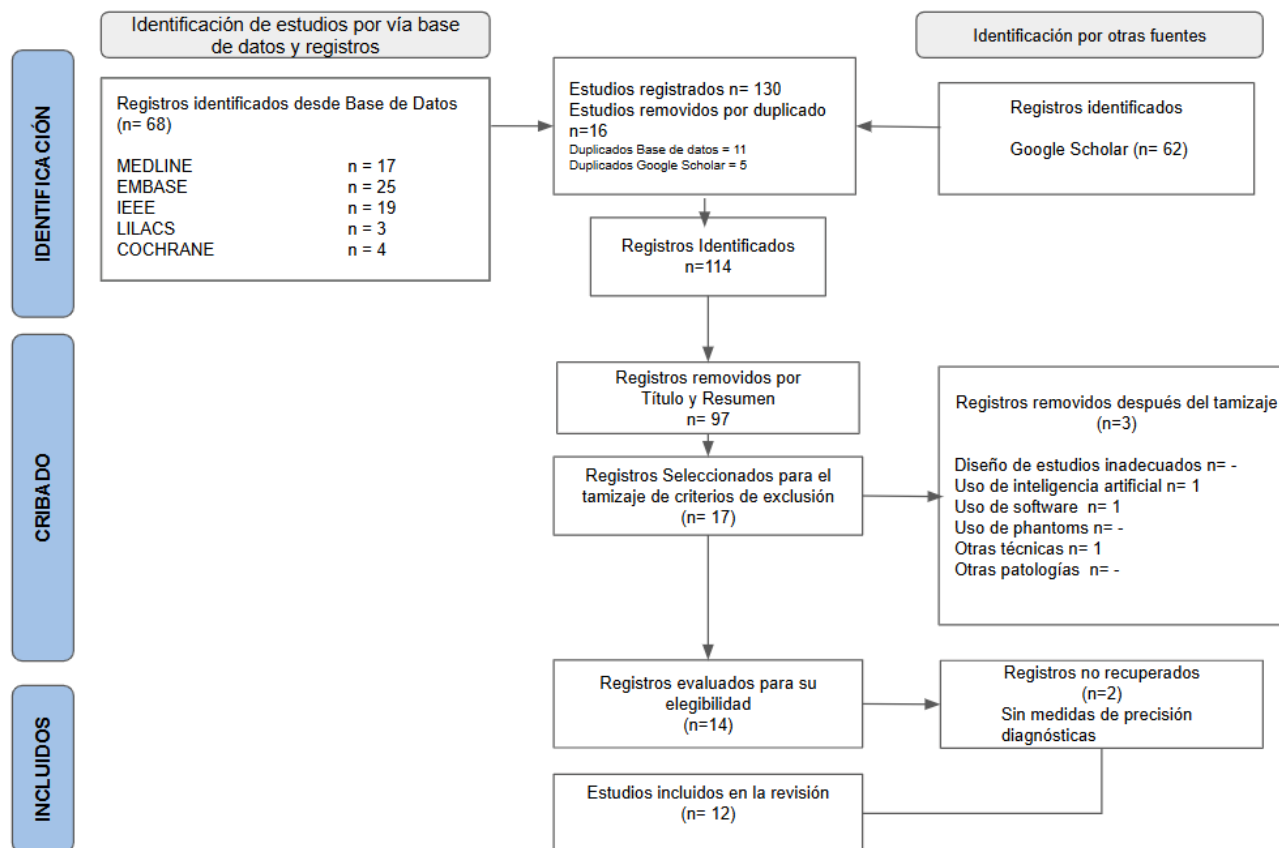 Identificación de estudios por vía base
de datos y registros
Identificación por otras fuentes
IDENTIFICACIÓN
Registros identificados desde Base de Datos
(n= 68)
MEDLINE n = 17
EMBASE n = 25
IEEE n = 19
LILACS n = 3
COCHRANE n = 4
Estudios registrados n= 130
Estudios removidos por duplicado
n=16
Duplicados Base de datos = 11
Duplicados Google Scholar = 5
Registros identificados
Google Scholar (n= 62)
Registros Identificados
n=114
CRIBADO
Registros removidos por
Título y Resumen
n= 97
Registros Seleccionados para el
tamizaje de criterios de exclusión
(n= 17)
Registros removidos después del tamizaje
(n=3)
Diseño de estudios inadecuados n= -
Uso de inteligencia artificial n= 1
Uso de software n= 1
Uso de phantoms n= -
Otras técnicas n= 1
Otras patologías n= -
INCLUIDOS
Registros evaluados para su
elegibilidad
(n=14)
Registros no recuperados
(n=2)
Sin medidas de precisión
diagnósticas
Estudios incluidos en la revisión
(n= 12)